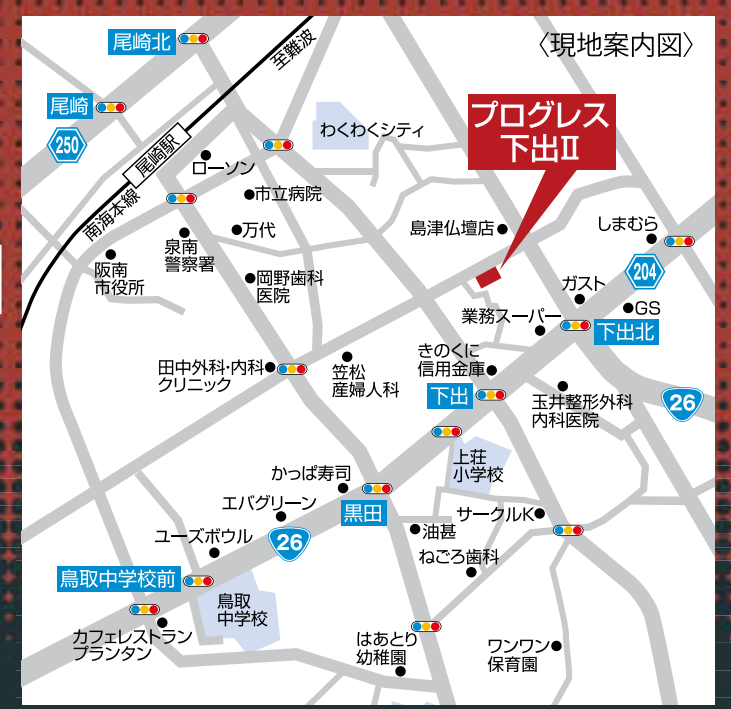 〈現地案内図〉
尾崎北
至難波
尾崎
250
尾崎駅
南海本線
わくわくシティ
プログレス
下出Ⅱ
ローソン
市立病院
万代
泉南
警察署
阪南
市役所
岡野歯科
医院
島津仏壇店
しまむら
204
ガスト
GS
業務スーパー
下出北
きのくに
信用金庫
下出
26
玉井整形外科
内科医院
田中外科・内科
クリニック
笠松
産婦人科
上荘
小学校
かっぱ寿司
黒田
エバグリーン
26
ユーズボウル
サークルK
油甚
ねごろ歯科
鳥取中学校前
鳥取
中学校
カフェレストラン
プランタン
はあとり
幼稚園
ワンワン
保育園